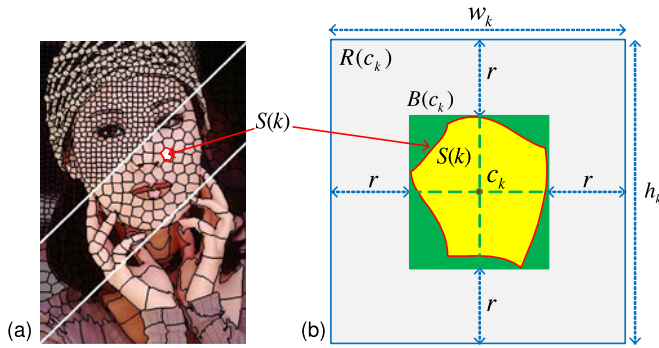 (a)
S(k)
(b)
w_k
R(c_k)
r
B(c_k)
S(k)
c_k
r
r
h_k
r